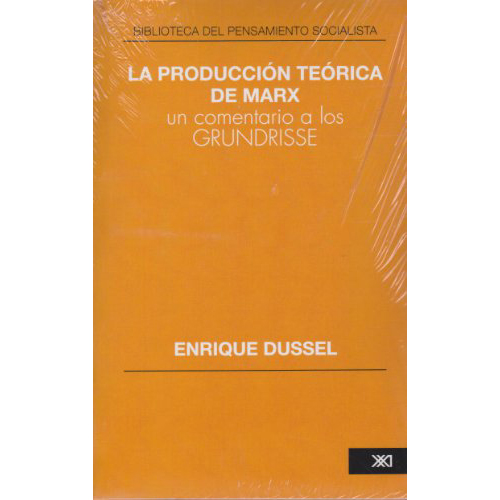 BIBLIOTECA DEL PENSAMIENTO SOCIALISTA
LA PRODUCCIÓN TEÓRICA
DE MARX
un comentario a los
GRUNDRISSE
ENRIQUE DUSSEL
XXI